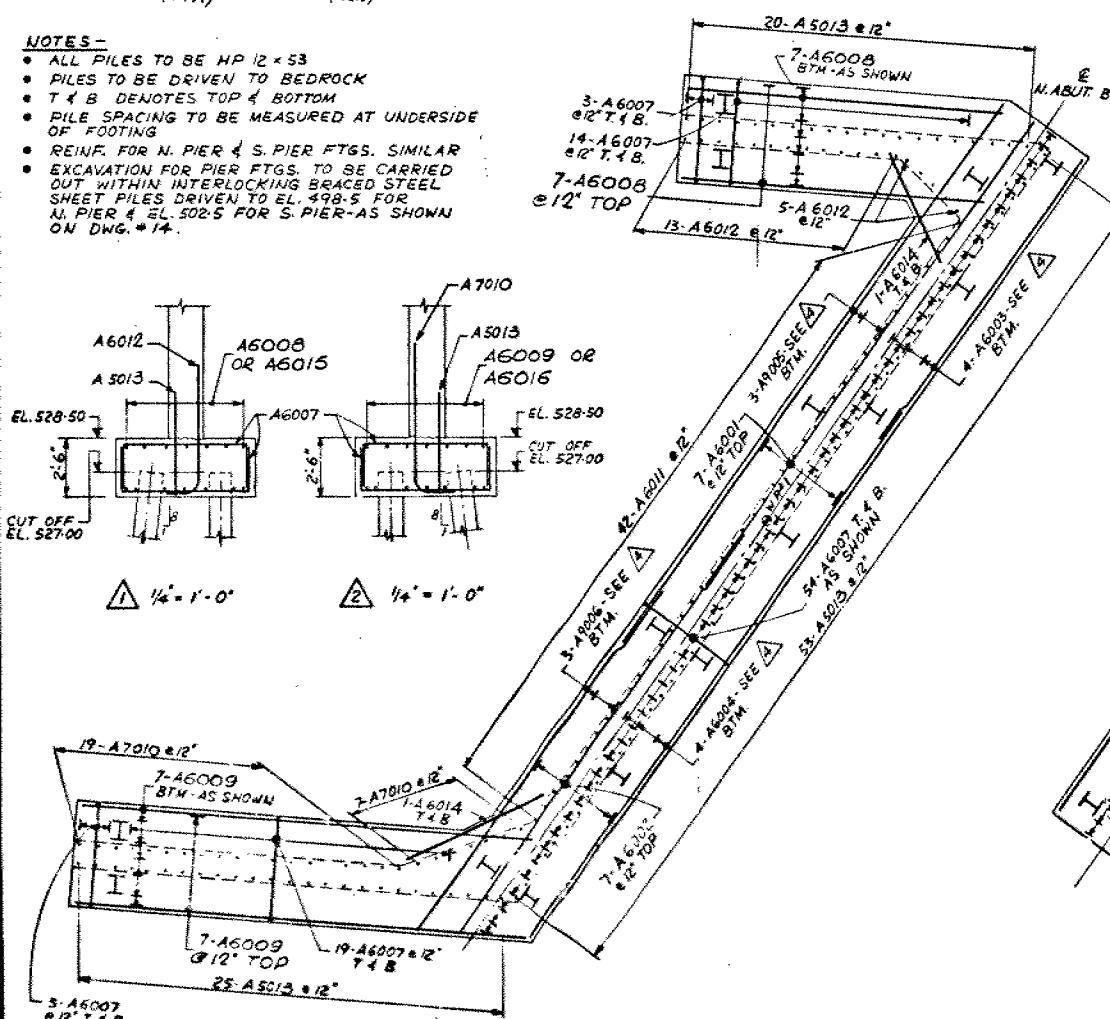 NOTES-
• ALL PILES TO BE HP 12 x 53
• PILES TO BE DRIVEN TO BEDROCK
• T & B DENOTES TOP & BOTTOM
• PILE SPACING TO BE MEASURED AT UNDERSIDE
OF FOOTING
• REINF. FOR N. PIER & S. PIER FTGS. SIMILAR
• EXCAVATION FOR PIER FTGS. TO BE CARRIED
OUT WITHIN INTERLOCKING BRACED STEEL
SHEET PILES DRIVEN TO EL. 498.5 FOR
N. PIER & EL. 502.5 FOR S. PIER-AS SHOWN
ON DWG. #14.
20-A5013 @12"
7-A6008
BTM-AS SHOWN
℄
N. ABUT. B
3-A6007
@12" T. & B.
14-A6007
@12" T. & B.
7-A6008
@12" TOP
5-A6012
@12"
13-A6012 @12"
1-A6014
T & B
4-A6003-SEE 4
BTM.
3-A9005-SEE 4
BTM.
7-A6001
@12" TOP
42-A6011 @12"
54-A6007 T. & B.
AS SHOWN
53-A5013 @12"
3-A9006-SEE 4
BTM.
4-A6004-SEE 4
BTM.
7-A6002
@12" TOP
A7010
A6012
A6008
OR A6015
A5013
A5013
A6009 OR
A6016
A6007
EL. 528.50
EL. 528.50
2'-6"
2'-6"
CUT OFF
EL. 527.00
CUT OFF
EL. 527.00
8
8
1 1/4" = 1'-0"
2 1/4" = 1'-0"
19-A7010 @12"
7-A6009
BTM-AS SHOWN
7-A7010 @12"
1-A6014
T & B
7-A6009
@12" TOP
19-A6007 @12"
T & B
25-A5013 @12"
5-A6007
@12" T & B